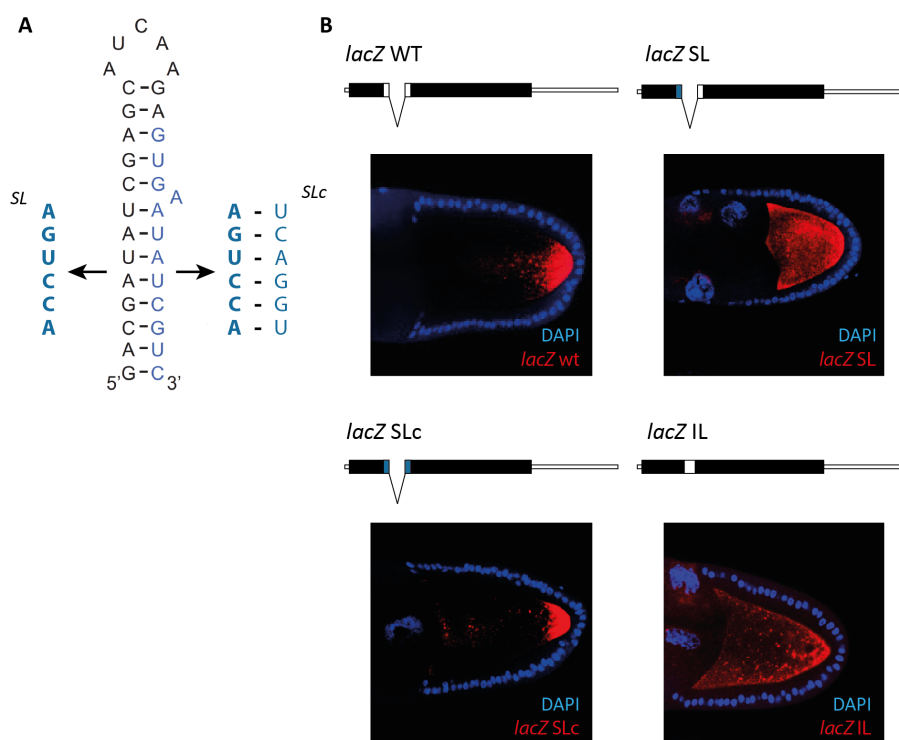 A
C
U A
A A
C - G
G - A
A - G
G - U
C - G
A
SL SLc
A U - A A - U
G A - U G - C
U U - A U - A
C A - U C - G
C G - C C - G
A C - G A - U
A - U
5'G - C3'
B
lacZ WT
DAPI
lacZ wt
lacZ SL
DAPI
lacZ SL
lacZ SLc
DAPI
lacZ SLc
lacZ IL
DAPI
lacZ IL